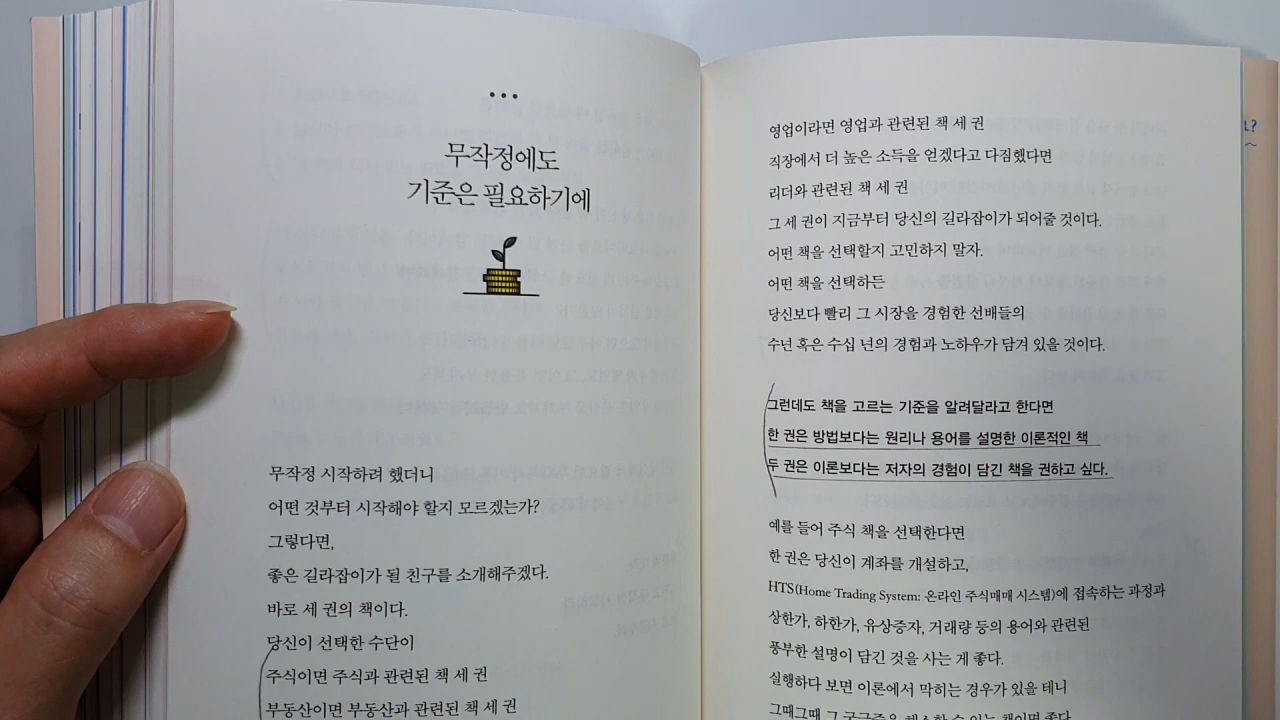 무작정에도
기준은 필요하기에
무작정 시작하려 했더니
어떤 것부터 시작해야 할지 모르겠는가?
그렇다면,
좋은 길라잡이가 될 친구를 소개해주겠다.
바로 세 권의 책이다.
당신이 선택한 수단이
주식이면 주식과 관련된 책 세 권
부동산이면 부동산과 관련된 책 세 권
영업이라면 영업과 관련된 책 세 권
직장에서 더 높은 소득을 얻겠다고 다짐했다면
리더와 관련된 책 세 권
그 세 권이 지금부터 당신의 길라잡이가 되어줄 것이다.
어떤 책을 선택할지 고민하지 말자.
어떤 책을 선택하든
당신보다 빨리 그 시장을 경험한 선배들의
수년 혹은 수십 년의 경험과 노하우가 담겨 있을 것이다.
그런데도 책을 고르는 기준을 알려달라고 한다면
한 권은 방법보다는 원리나 용어를 설명한 이론적인 책
두 권은 이론보다는 저자의 경험이 담긴 책을 권하고 싶다.
예를 들어 주식 책을 선택한다면
한 권은 당신이 계좌를 개설하고,
HTS(Home Trading System: 온라인 주식매매 시스템)에 접속하는 과정과
상한가, 하한가, 유상증자, 거래량 등의 용어와 관련된
풍부한 설명이 담긴 것을 사는 게 좋다.
실행하다 보면 이론에서 막히는 경우가 있을 테니
그때그때 그 궁금증을 해소할 수 있는 책이면 좋다.